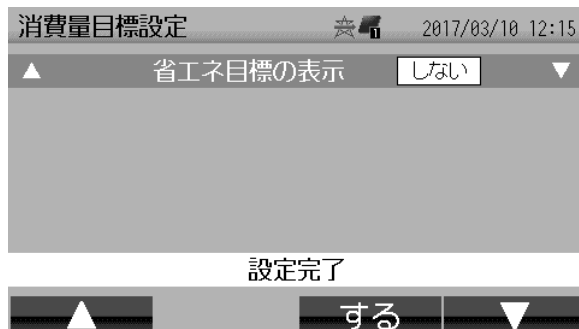 消費量目標設定 1 2017/03/10 12:15
▲ 省エネ目標の表示 しない ▼
設定完了
▲ する ▼